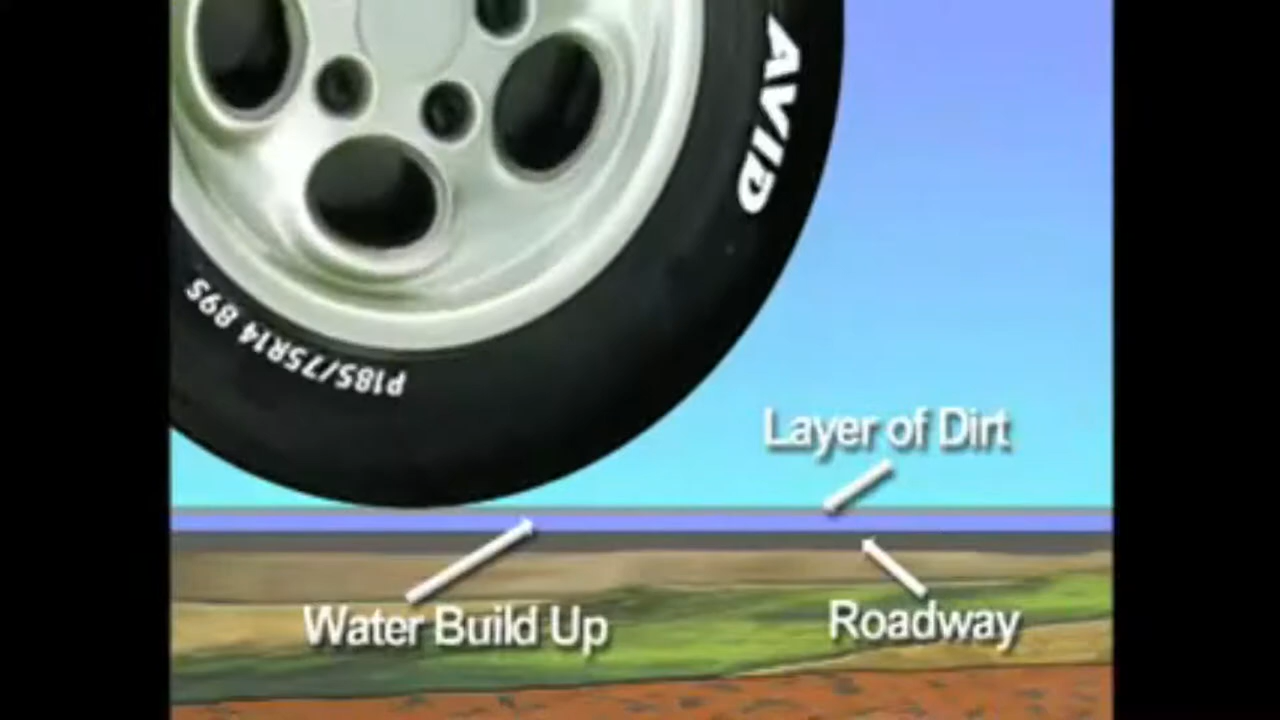 AVID
P185/75R14 89S
Layer of Dirt
Water Build Up
Roadway